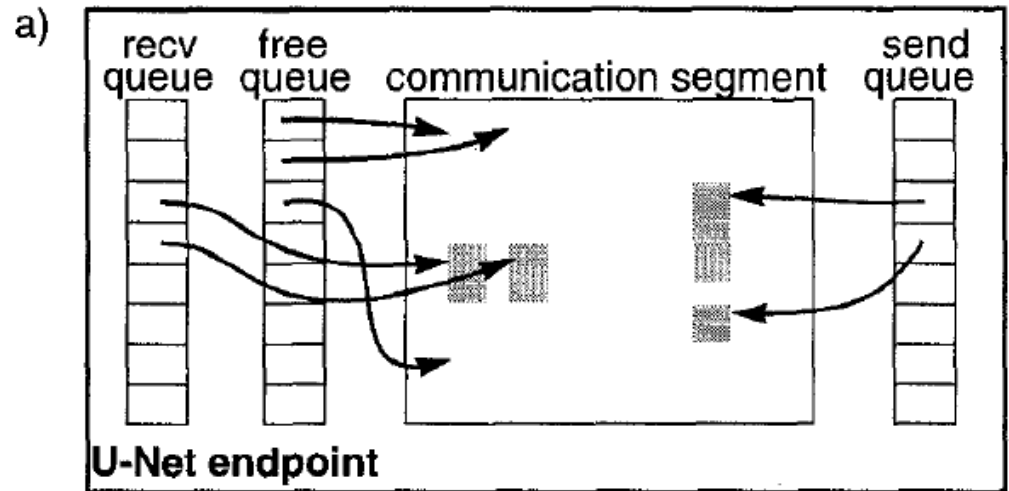 a)
recv queue
free queue
communication segment
send queue
U-Net endpoint